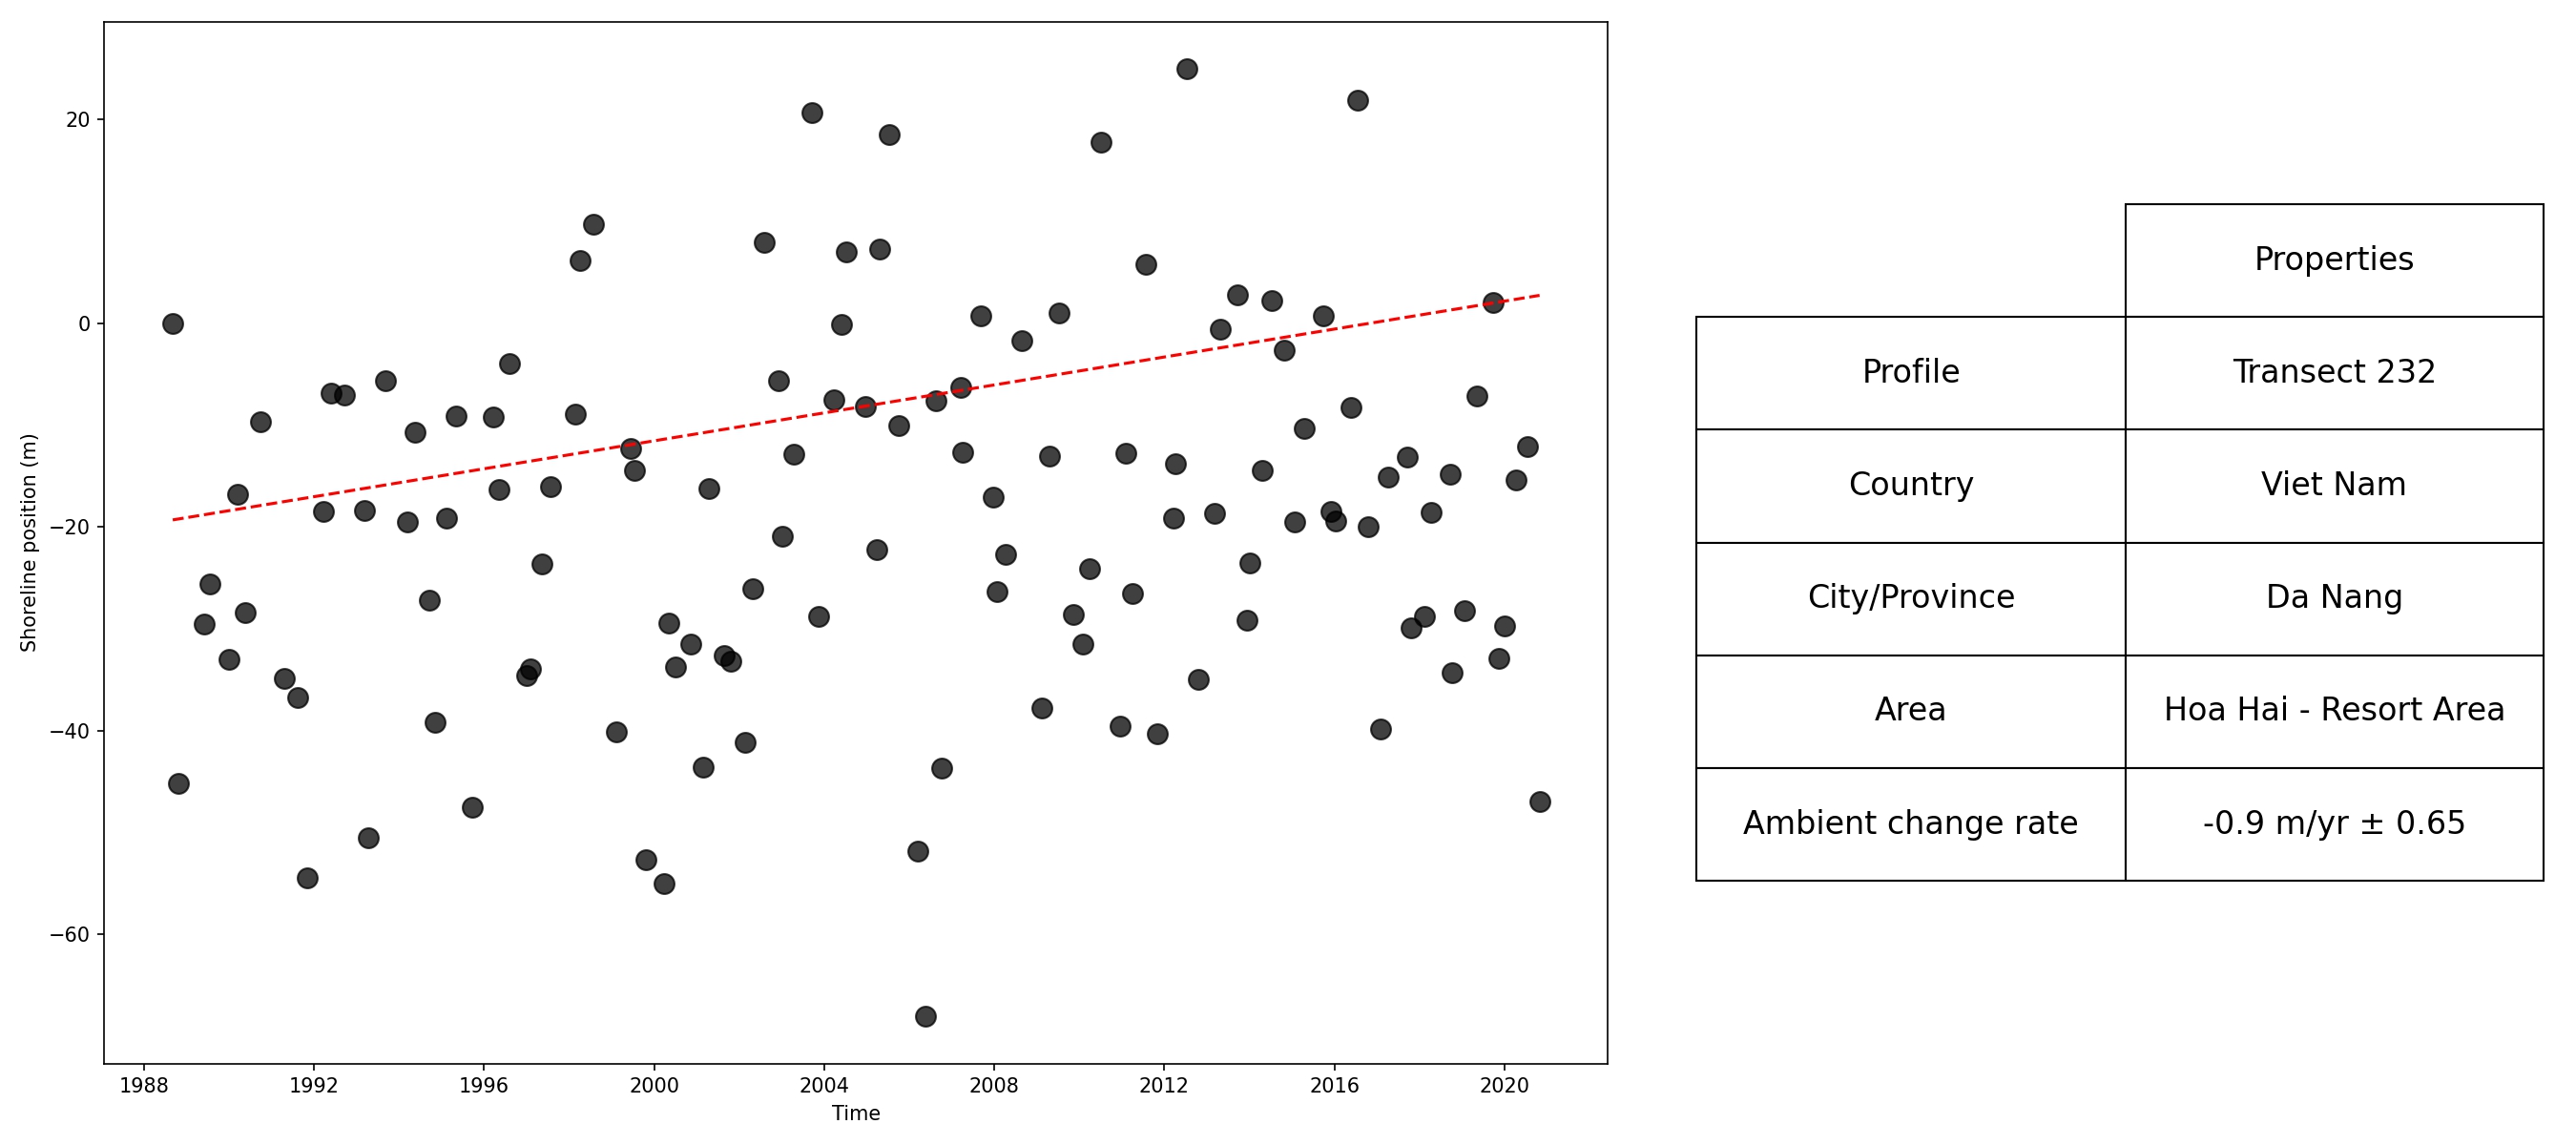 20
0
−20
−40
−60
Shoreline position (m)
1988 1992 1996 2000 2004 2008 2012 2016 2020
Time
Properties
Profile Transect 232
Country Viet Nam
City/Province Da Nang
Area Hoa Hai - Resort Area
Ambient change rate -0.9 m/yr ± 0.65